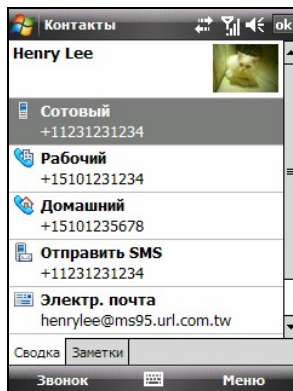 Контакты ok
Henry Lee
Сотовый
+11231231234
Рабочий
+15101231234
Домашний
+15101235678
Отправить SMS
+11231231234
Электр. почта
henrylee@ms95.url.com.tw
Сводка Заметки
Звонок Меню